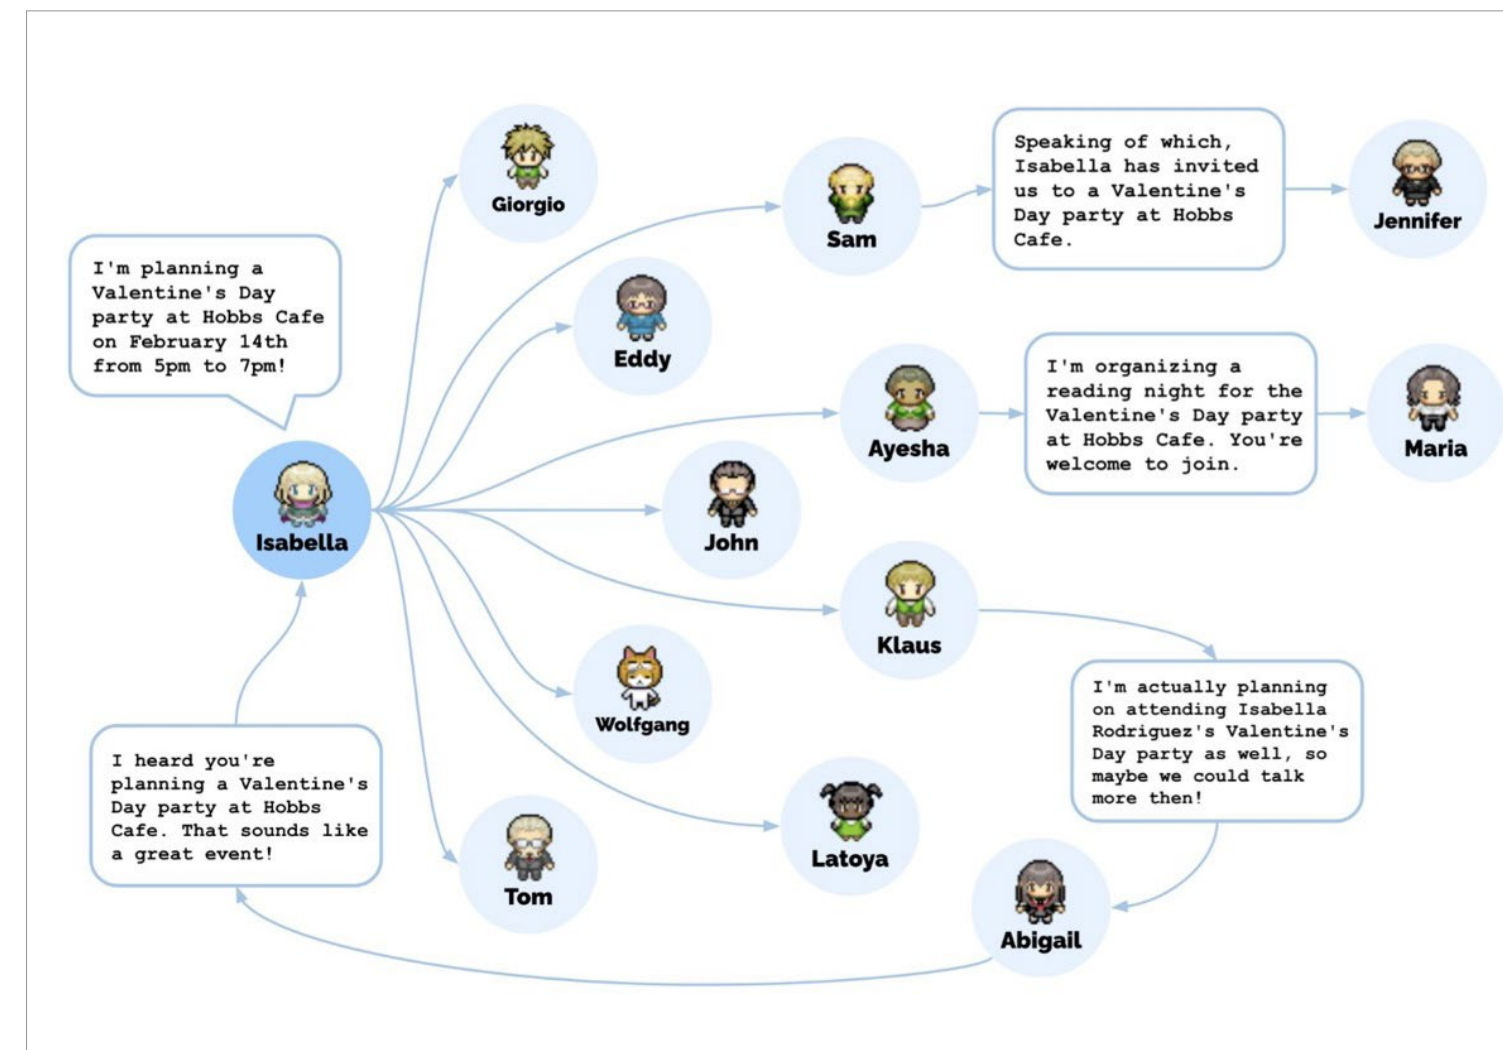 Giorgio
Sam
Speaking of which,
Isabella has invited
us to a Valentine's
Day party at Hobbs
Cafe.
Jennifer
I'm planning a
Valentine's Day
party at Hobbs Cafe
on February 14th
from 5pm to 7pm!
Eddy
Ayesha
I'm organizing a
reading night for the
Valentine's Day party
at Hobbs Cafe. You're
welcome to join.
Maria
Isabella
John
Klaus
I'm actually planning
on attending Isabella
Rodriguez's Valentine's
Day party as well, so
maybe we could talk
more then!
Wolfgang
I heard you're
planning a Valentine's
Day party at Hobbs
Cafe. That sounds like
a great event!
Latoya
Tom
Abigail